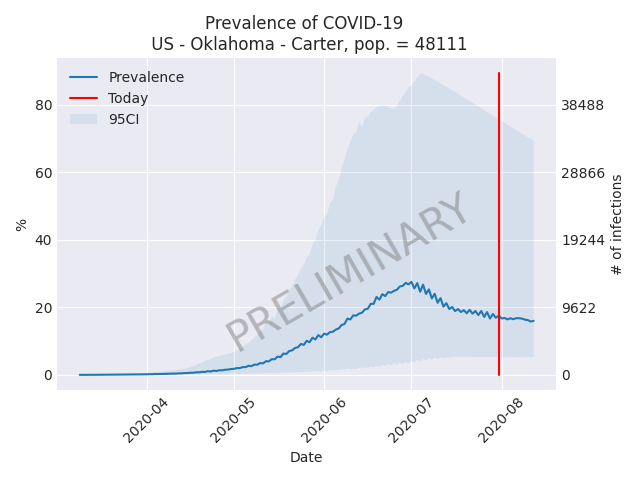 Prevalence of COVID-19
US - Oklahoma - Carter, pop. = 48111
Prevalence
Today
95CI
80
60
40
20
0
%
38488
28866
19244
9622
0
# of infections
PRELIMINARY
2020-04
2020-05
2020-06
2020-07
2020-08
Date